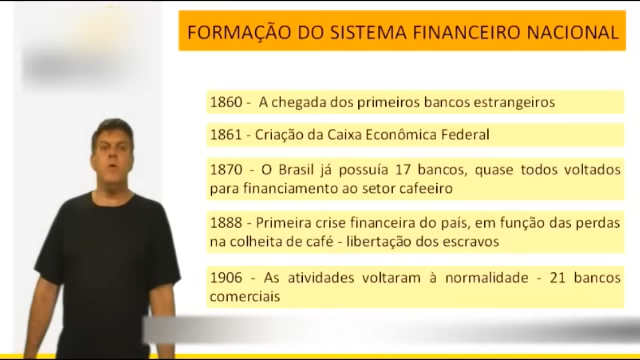 FORMAÇÃO DO SISTEMA FINANCEIRO NACIONAL
1860 - A chegada dos primeiros bancos estrangeiros
1861 - Criação da Caixa Econômica Federal
1870 - O Brasil já possuía 17 bancos, quase todos voltados
para financiamento ao setor cafeeiro
1888 - Primeira crise financeira do país, em função das perdas
na colheita de café - libertação dos escravos
1906 - As atividades voltaram à normalidade - 21 bancos
comerciais